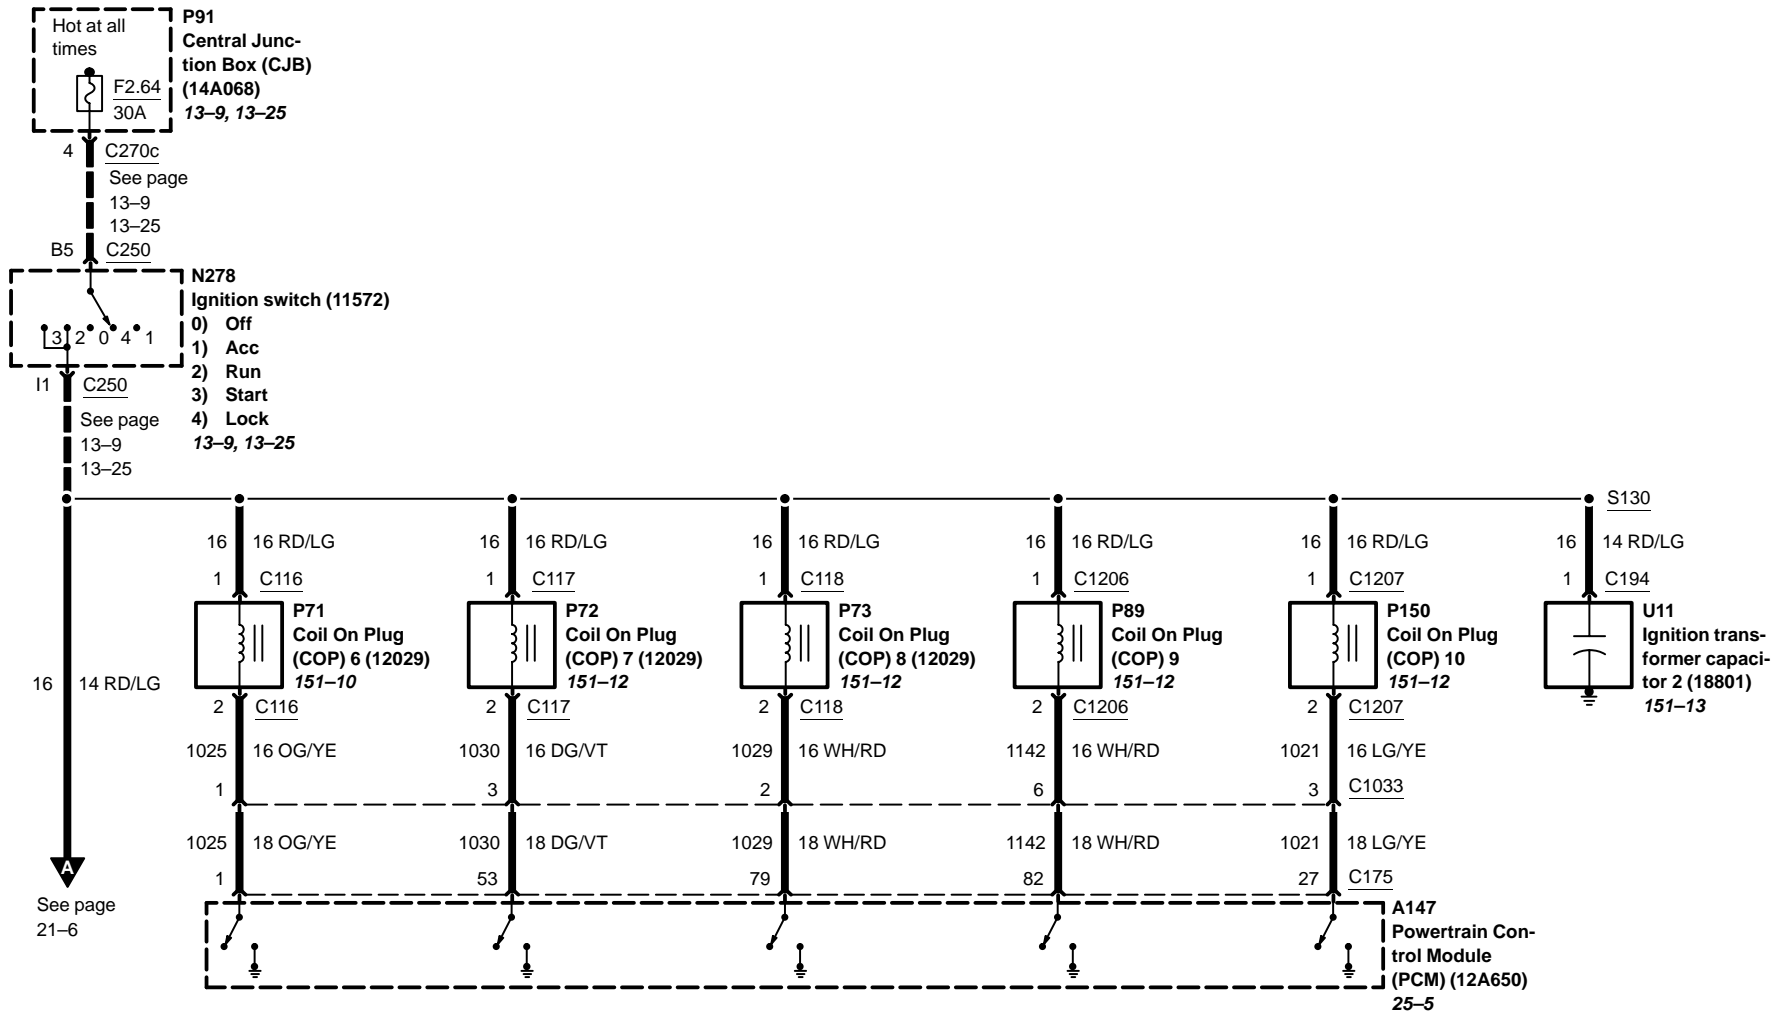 Hot at all
times
F2.64
30A
P91
Central Junc-
tion Box (CJB)
(14A068)
13–9, 13–25
4 C270c
See page
13–9
13–25
B5 C250
N278
Ignition switch (11572)
0) Off
1) Acc
2) Run
3) Start
4) Lock
13–9, 13–25
3 2 0 4 1
I1 C250
See page
13–9
13–25
S130
16 16 RD/LG 16 16 RD/LG 16 16 RD/LG 16 16 RD/LG 16 16 RD/LG 16 14 RD/LG
1 C116 1 C117 1 C118 1 C1206 1 C1207 1 C194
P71
Coil On Plug
(COP) 6 (12029)
151–10
P72
Coil On Plug
(COP) 7 (12029)
151–12
P73
Coil On Plug
(COP) 8 (12029)
151–12
P89
Coil On Plug
(COP) 9
151–12
P150
Coil On Plug
(COP) 10
151–12
U11
Ignition trans-
former capaci-
tor 2 (18801)
151–13
16 14 RD/LG
2 C116 2 C117 2 C118 2 C1206 2 C1207
1025 16 OG/YE 1030 16 DG/VT 1029 16 WH/RD 1142 16 WH/RD 1021 16 LG/YE
1 3 2 6 3 C1033
1025 18 OG/YE 1030 18 DG/VT 1029 18 WH/RD 1142 18 WH/RD 1021 18 LG/YE
1 53 79 82 27 C175
A
See page
21–6
A147
Powertrain Con-
trol Module
(PCM) (12A650)
25–5